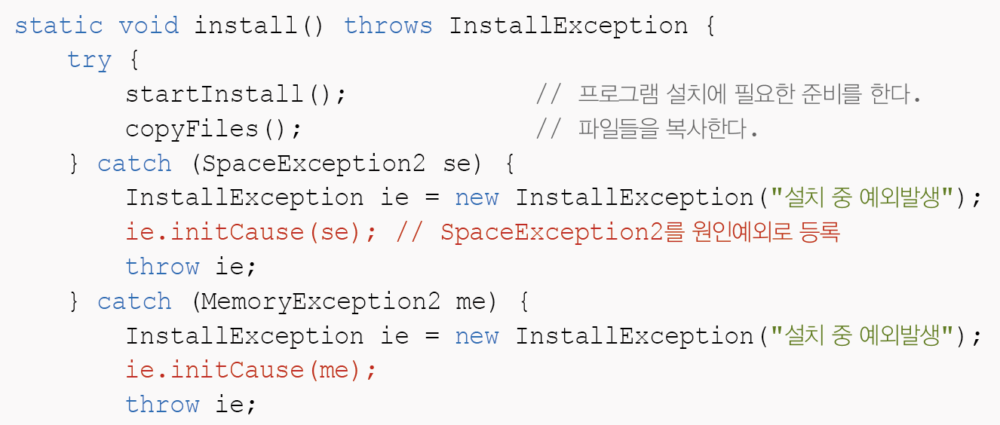 static void install() throws InstallException {
try {
startInstall(); // 프로그램 설치에 필요한 준비를 한다.
copyFiles(); // 파일들을 복사한다.
} catch (SpaceException2 se) {
InstallException ie = new InstallException("설치 중 예외발생");
ie.initCause(se); // SpaceException2를 원인예외로 등록
throw ie;
} catch (MemoryException2 me) {
InstallException ie = new InstallException("설치 중 예외발생");
ie.initCause(me);
throw ie;